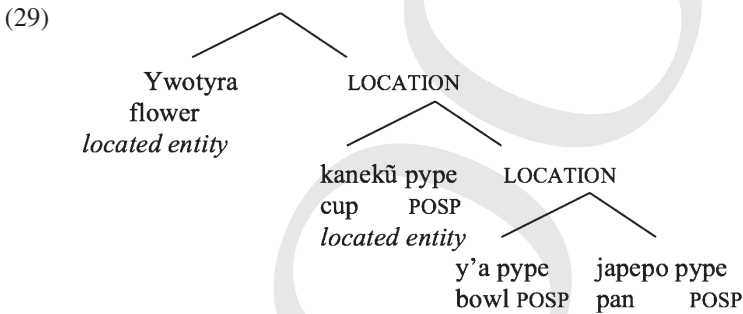 (29)
Ywotyra LOCATION
flower
located entity
kanekũ pype LOCATION
cup POSP
located entity
y’a pype japepo pype
bowl POSP pan POSP